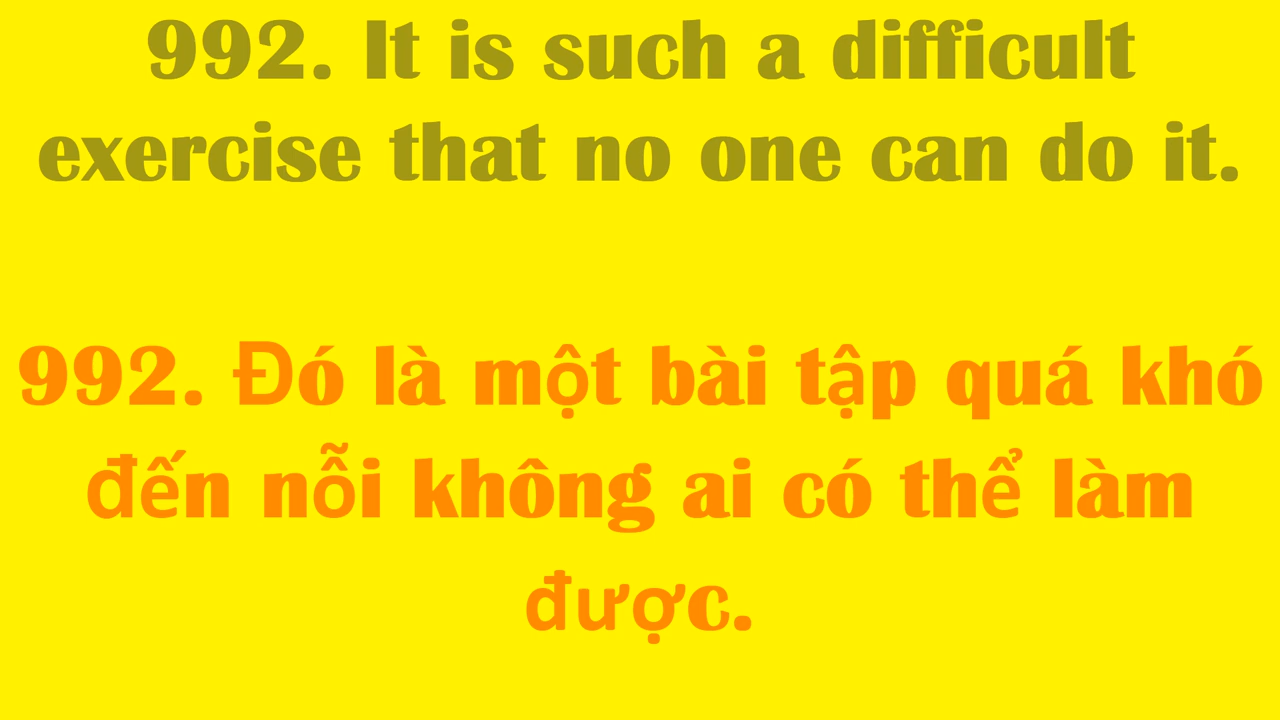 992. It is such a difficult
exercise that no one can do it.
992. Đó là một bài tập quá khó
đến nỗi không ai có thể làm
được.